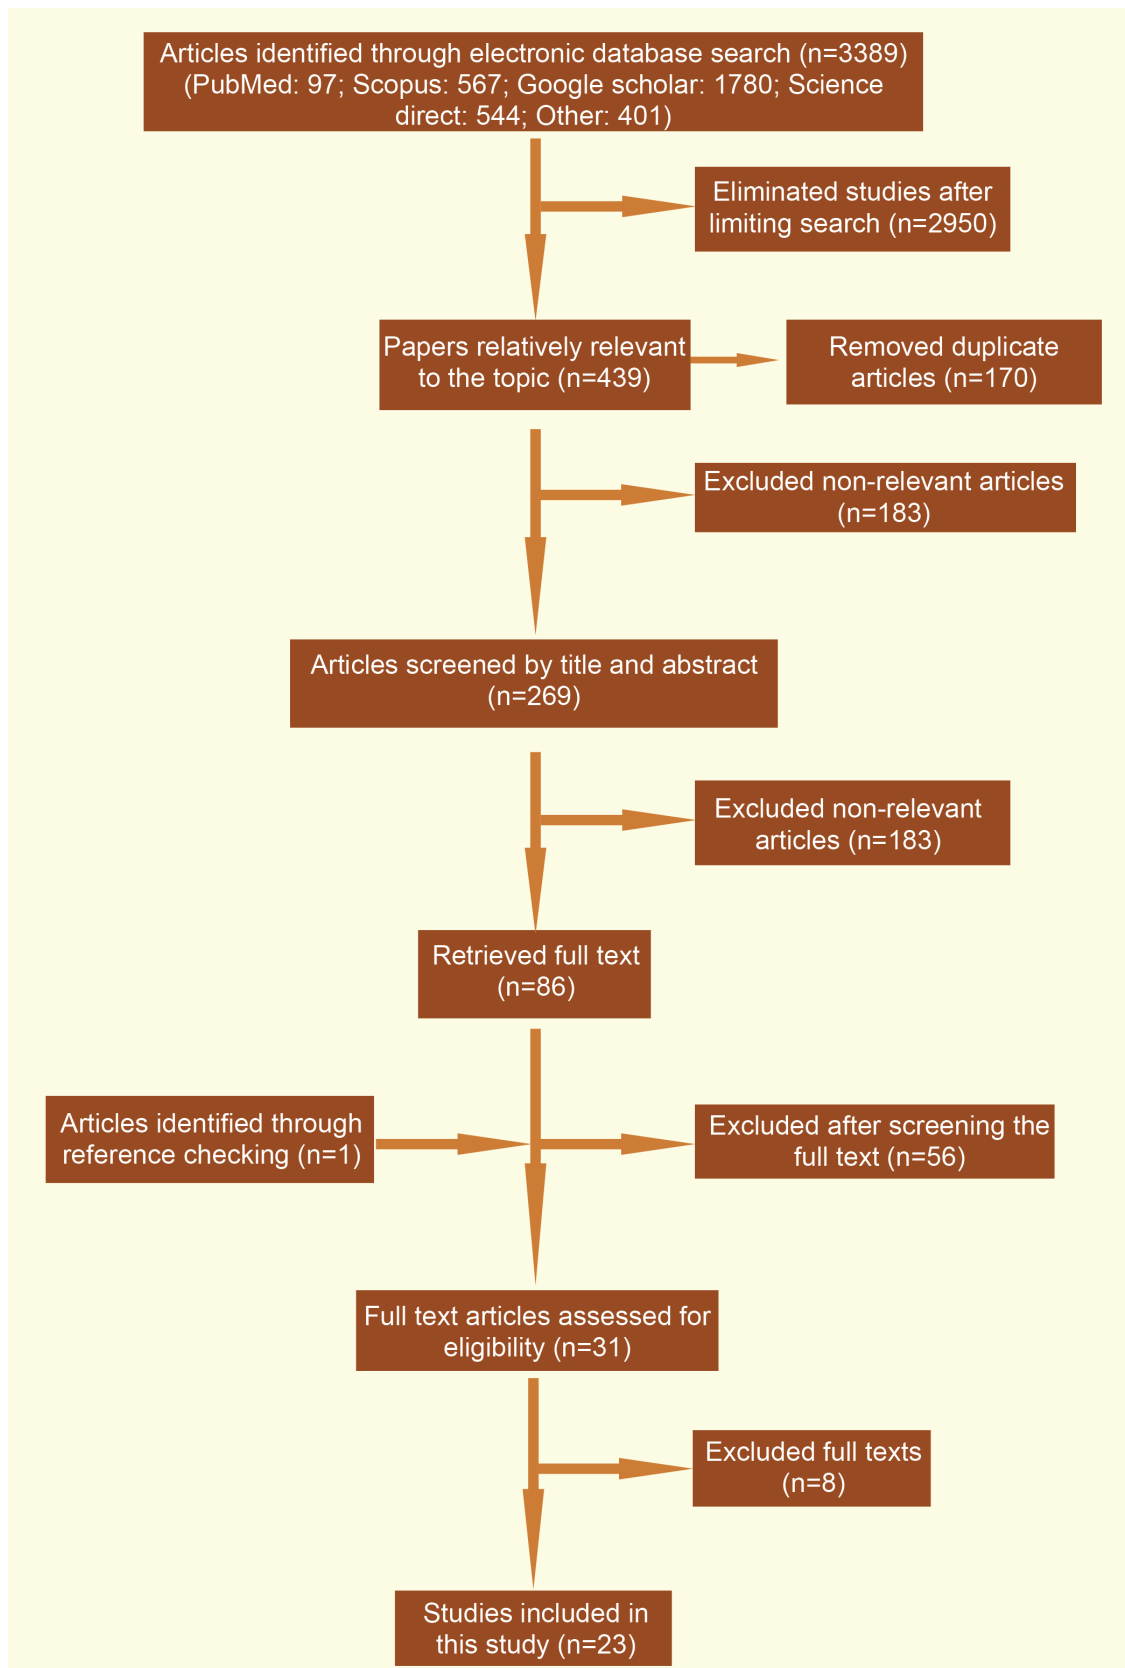 Articles identified through electronic database search (n=3389)
(PubMed: 97; Scopus: 567; Google scholar: 1780; Science
direct: 544; Other: 401)
Eliminated studies after
limiting search (n=2950)
Papers relatively relevant
to the topic (n=439)
Removed duplicate
articles (n=170)
Excluded non-relevant articles
(n=183)
Articles screened by title and abstract
(n=269)
Excluded non-relevant
articles (n=183)
Retrieved full text
(n=86)
Articles identified through
reference checking (n=1)
Excluded after screening the
full text (n=56)
Full text articles assessed for
eligibility (n=31)
Excluded full texts
(n=8)
Studies included in
this study (n=23)